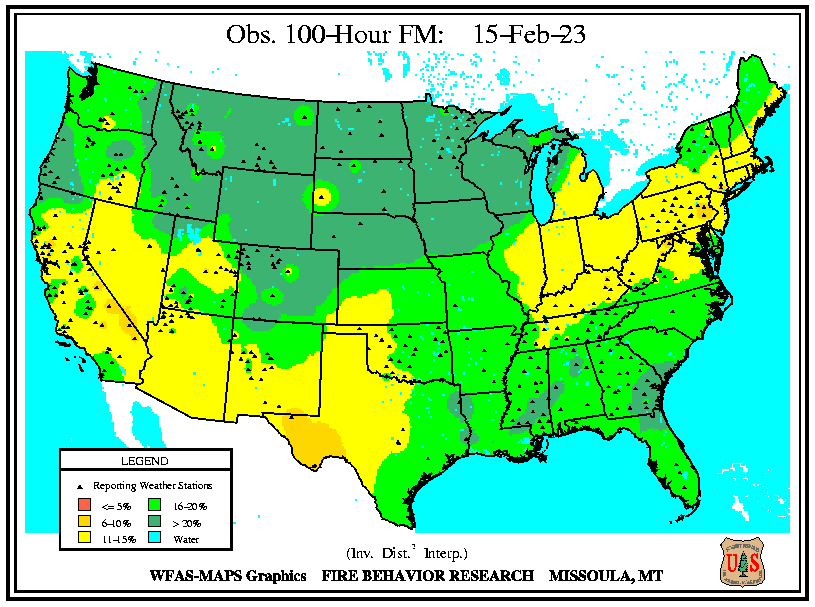 Obs. 100-Hour FM: 15-Feb-23
LEGEND
Reporting Weather Stations
<= 5% 16-20%
6-10% > 20%
11-15% Water
(Inv. Dist.² Interp.)
WFAS-MAPS Graphics FIRE BEHAVIOR RESEARCH MISSOULA, MT
U S